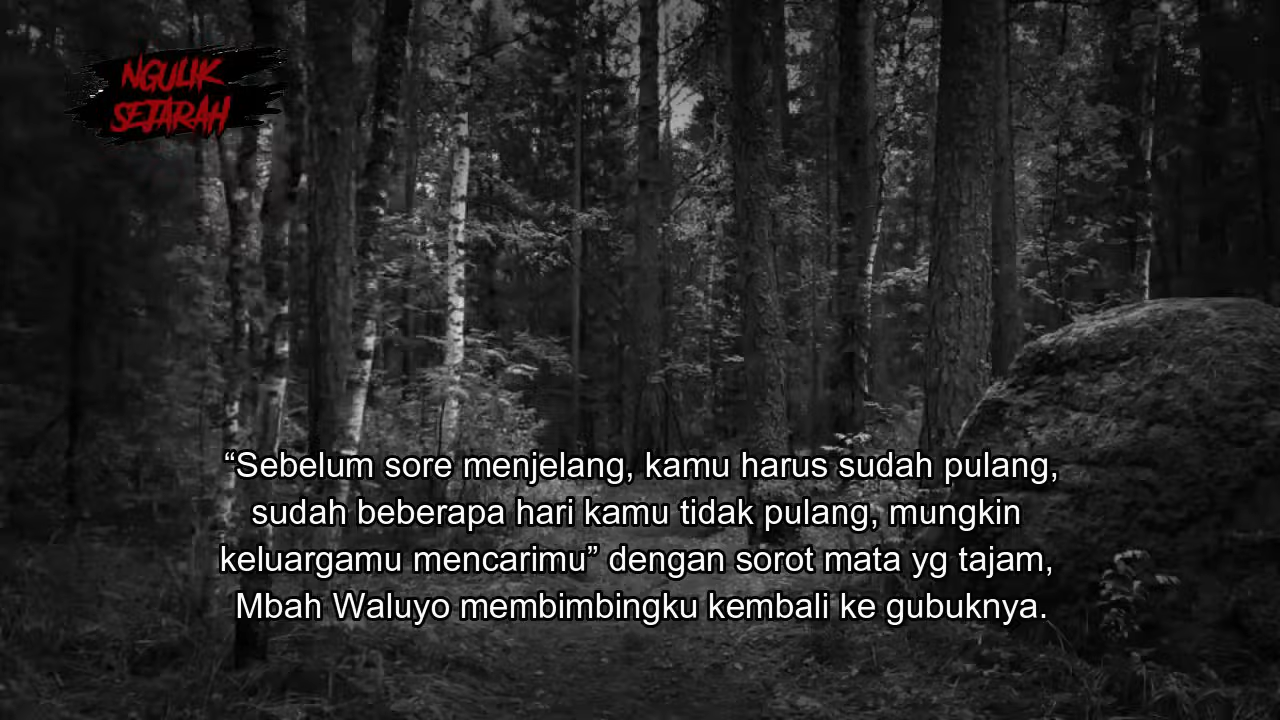 NGULIK
SEJARAH
“Sebelum sore menjelang, kamu harus sudah pulang,
sudah beberapa hari kamu tidak pulang, mungkin
keluargamu mencarimu” dengan sorot mata yg tajam,
Mbah Waluyo membimbingku kembali ke gubuknya.